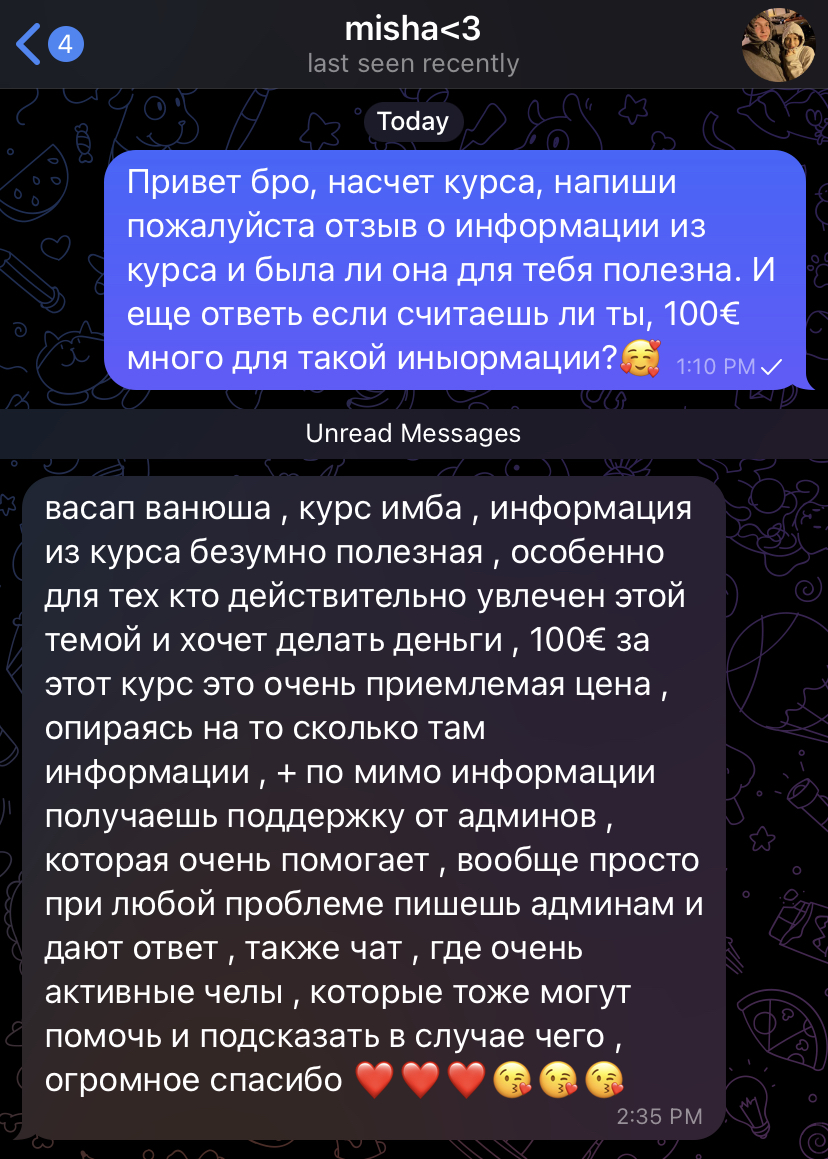 4
misha<3
last seen recently
Today
Привет бро, насчет курса, напиши
пожалуйста отзыв о информации из
курса и была ли она для тебя полезна. И
еще ответь если считаешь ли ты, 100€
много для такой иныормации?🥰 1:10 PM
Unread Messages
васап ванюша , курс имба , информация
из курса безумно полезная , особенно
для тех кто действительно увлечен этой
темой и хочет делать деньги , 100€ за
этот курс это очень приемлемая цена ,
опираясь на то сколько там
информации , + по мимо информации
получаешь поддержку от админов ,
которая очень помогает , вообще просто
при любой проблеме пишешь админам и
дают ответ , также чат , где очень
активные челы , которые тоже могут
помочь и подсказать в случае чего ,
огромное спасибо ❤️❤️❤️😘😘😘
2:35 PM